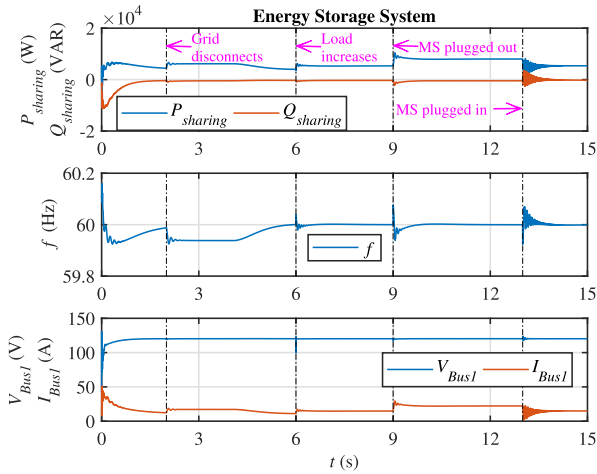 Energy Storage System
×10⁴
P_sharing (W)
Q_sharing (VAR)
2
0
-2
Grid
disconnects
Load
increases
MS plugged out
MS plugged in
P_sharing
Q_sharing
0 3 6 9 12 15
f (Hz)
60.2
60
59.8
f
0 3 6 9 12 15
V_Bus1 (V)
I_Bus1 (A)
150
100
50
0
V_Bus1
I_Bus1
0 3 6 9 12 15
t (s)